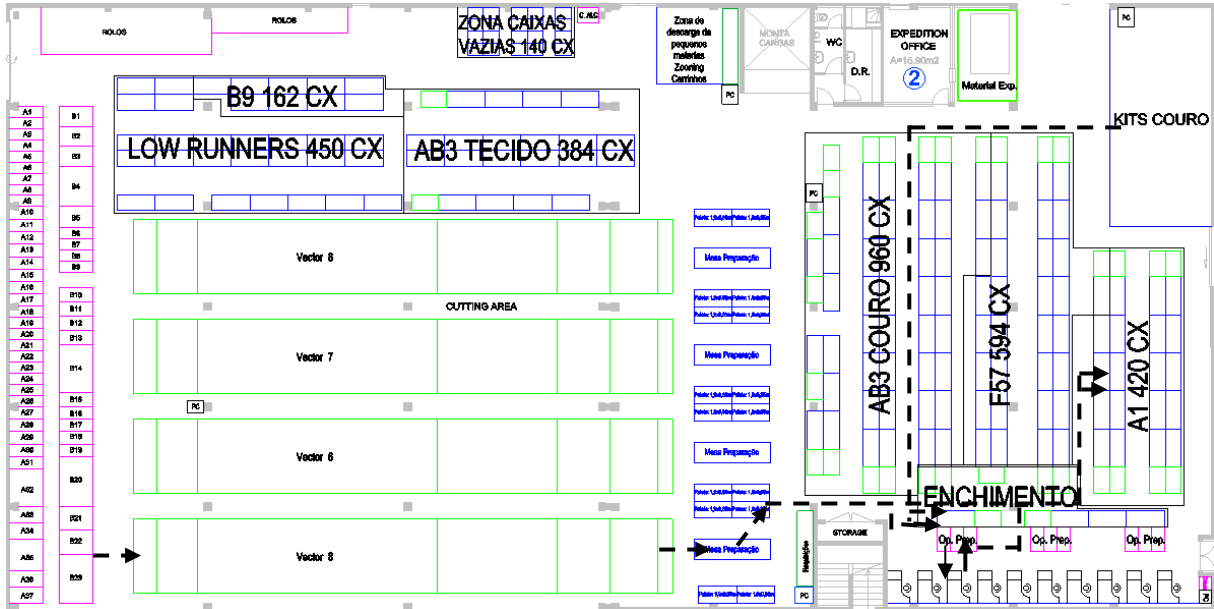 ROLOS
ROLOS
ZONA CAIXAS
VAZIAS 140 CX
C. ALC
Zona de
descarga da
pequenos
materias
Zooning
Carrinhos
PC
MONTA
CARGAS
WC
D.R.
EXPEDITION
OFFICE
A=15.90m2
2
Material Exp.
PC
KITS COURO
B9 162 CX
LOW RUNNERS 450 CX
AB3 TECIDO 384 CX
A1
A2
A3
A4
A5
A6
A7
A8
A9
A10
A11
A12
A13
A14
A15
A16
A17
A18
A19
A20
A21
A22
A23
A24
A25
A26
A27
A28
A29
A30
A31
A32
A33
A34
A35
A36
A37
B1
B2
B3
B4
B5
B6
B7
B8
B9
B10
B11
B12
B13
B14
B15
B16
B17
B18
B19
B20
B21
B22
B23
Vector 8
CUTTING AREA
Vector 7
PC
Vector 6
Vector 8
Mesa Preparação
Mesa Preparação
Mesa Preparação
Mesa Preparação
PC
AB3 COURO 960 CX
F57 594 CX
A1 420 CX
ENCHIMENTO
Op. Prep.
Op. Prep.
Op. Prep.
Requisições
STORAGE
PC
PC